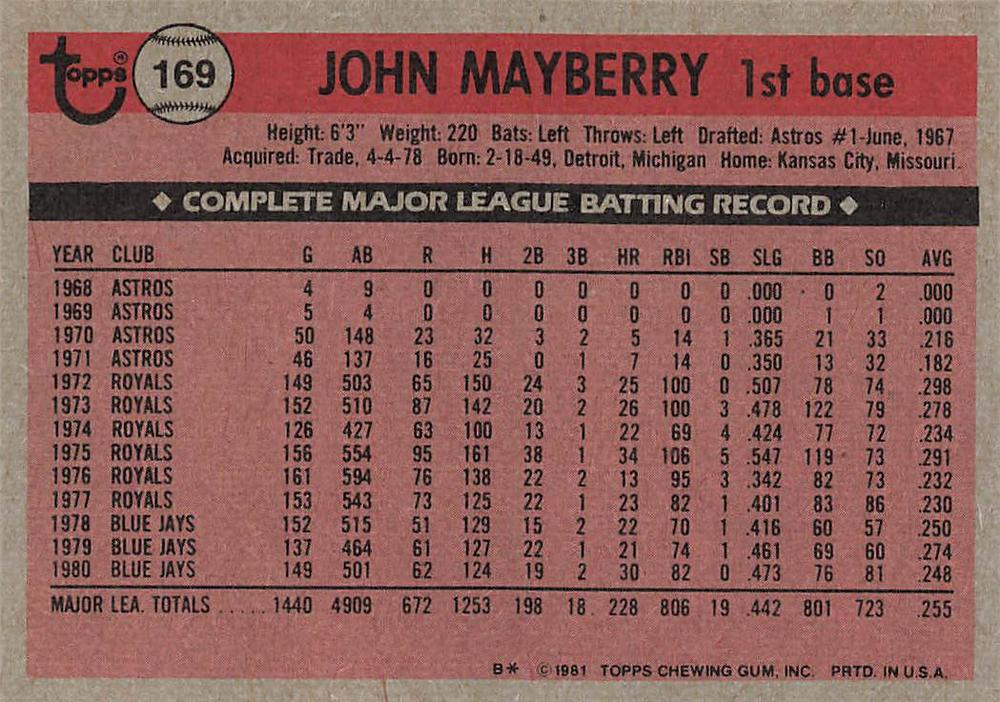 Topps® 169 JOHN MAYBERRY 1st base
Height: 6'3" Weight: 220 Bats: Left Throws: Left Drafted: Astros #1-June, 1967
Acquired: Trade, 4-4-78 Born: 2-18-49, Detroit, Michigan Home: Kansas City, Missouri.
◆ COMPLETE MAJOR LEAGUE BATTING RECORD ◆
YEAR CLUB G AB R H 2B 3B HR RBI SB SLG BB SO AVG
1968 ASTROS 4 9 0 0 0 0 0 0 0 .000 0 2 .000
1969 ASTROS 5 4 0 0 0 0 0 0 0 .000 1 1 .000
1970 ASTROS 50 148 23 32 3 2 5 14 1 .365 21 33 .216
1971 ASTROS 46 137 16 25 0 1 7 14 0 .350 13 32 .182
1972 ROYALS 149 503 65 150 24 3 25 100 0 .507 78 74 .298
1973 ROYALS 152 510 87 142 20 2 26 100 3 .478 122 79 .278
1974 ROYALS 126 427 63 100 13 1 22 69 4 .424 77 72 .234
1975 ROYALS 156 554 95 161 38 1 34 106 5 .547 119 73 .291
1976 ROYALS 161 594 76 138 22 2 13 95 3 .342 82 73 .232
1977 ROYALS 153 543 73 125 22 1 23 82 1 .401 83 86 .230
1978 BLUE JAYS 152 515 51 129 15 2 22 70 1 .416 60 57 .250
1979 BLUE JAYS 137 464 61 127 22 1 21 74 1 .461 69 60 .274
1980 BLUE JAYS 149 501 62 124 19 2 30 82 0 .473 76 81 .248
MAJOR LEA. TOTALS ..... 1440 4909 672 1253 198 18 228 806 19 .442 801 723 .255
B* ©1981 TOPPS CHEWING GUM, INC. PRTD. IN U.S.A.